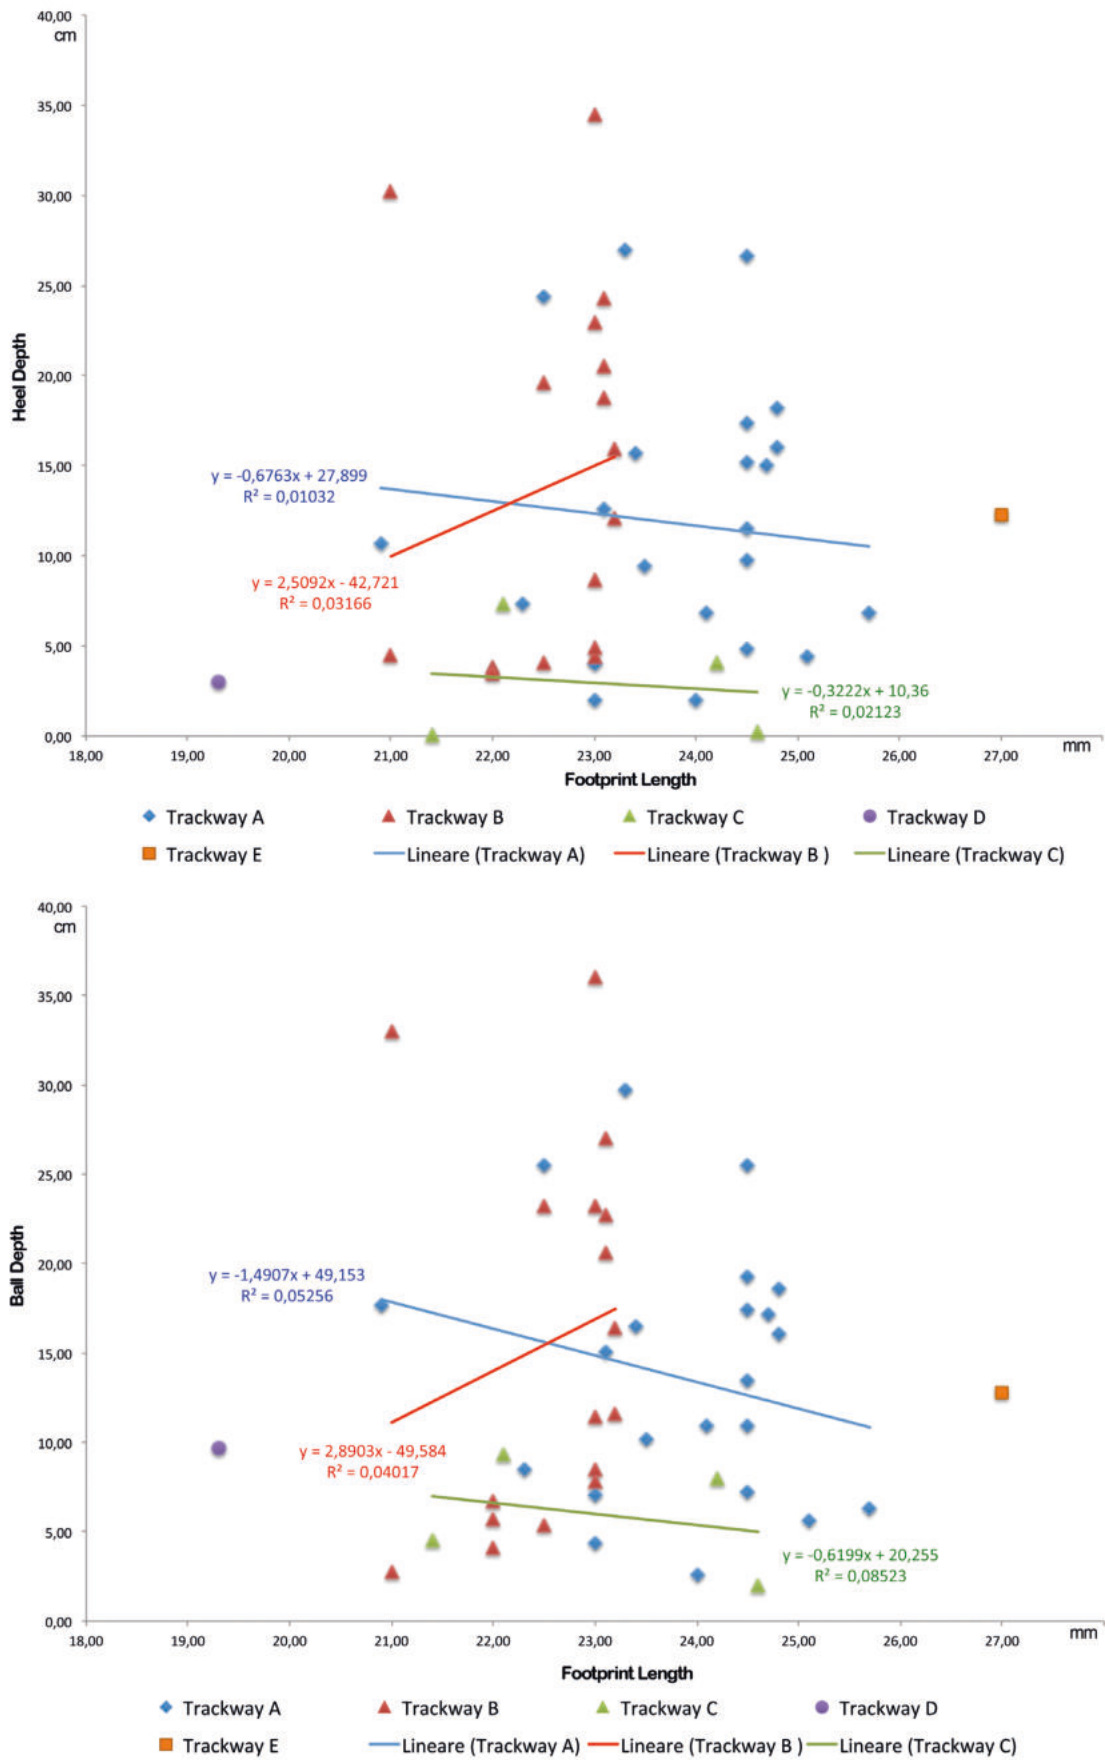 40,00
cm
35,00
30,00
25,00
20,00
15,00
10,00
5,00
0,00
Heel Depth
y = -0,6763x + 27,899
R² = 0,01032
y = 2,5092x - 42,721
R² = 0,03166
y = -0,3222x + 10,36
R² = 0,02123
18,00 19,00 20,00 21,00 22,00 23,00 24,00 25,00 26,00 27,00 mm
Footprint Length
Trackway A Trackway B Trackway C Trackway D
Trackway E Lineare (Trackway A) Lineare (Trackway B ) Lineare (Trackway C)
40,00
cm
35,00
30,00
25,00
20,00
15,00
10,00
5,00
0,00
Ball Depth
y = -1,4907x + 49,153
R² = 0,05256
y = 2,8903x - 49,584
R² = 0,04017
y = -0,6199x + 20,255
R² = 0,08523
18,00 19,00 20,00 21,00 22,00 23,00 24,00 25,00 26,00 27,00 mm
Footprint Length
Trackway A Trackway B Trackway C Trackway D
Trackway E Lineare (Trackway A) Lineare (Trackway B ) Lineare (Trackway C)